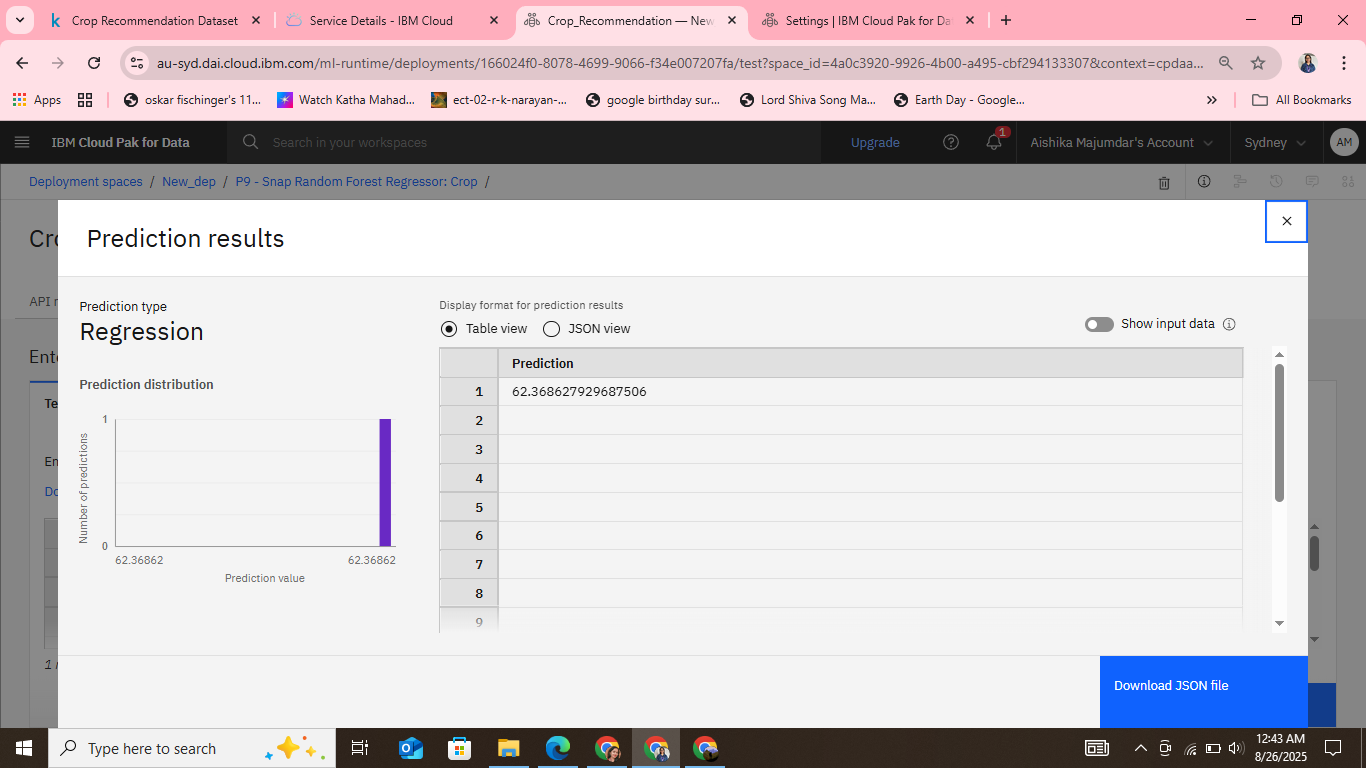 Crop Recommendation Dataset
Service Details - IBM Cloud
Crop_Recommendation — New
Settings | IBM Cloud Pak for Da
au-syd.dai.cloud.ibm.com/ml-runtime/deployments/166024f0-8078-4699-9066-f34e007207fa/test?space_id=4a0c3920-9926-4b00-a495-cbf294133307&context=cpdaa...
Apps
oskar fischinger's 11...
Watch Katha Mahad...
ect-02-r-k-narayan-...
google birthday sur...
Lord Shiva Song Ma...
Earth Day - Google...
All Bookmarks
IBM Cloud Pak for Data
Search in your workspaces
Upgrade
1
Aishika Majumdar's Account
Sydney
AM
Deployment spaces / New_dep / P9 - Snap Random Forest Regressor: Crop /
Cro
Prediction results
API r
Prediction type
Regression
Display format for prediction results
Table view
JSON view
Show input data
Ent
Te
En
Do
1 r
Prediction distribution
Number of predictions
1
0
62.36862
62.36862
Prediction value
Prediction
1 62.368627929687506
2
3
4
5
6
7
8
9
Download JSON file
Type here to search
12:43 AM
8/26/2025